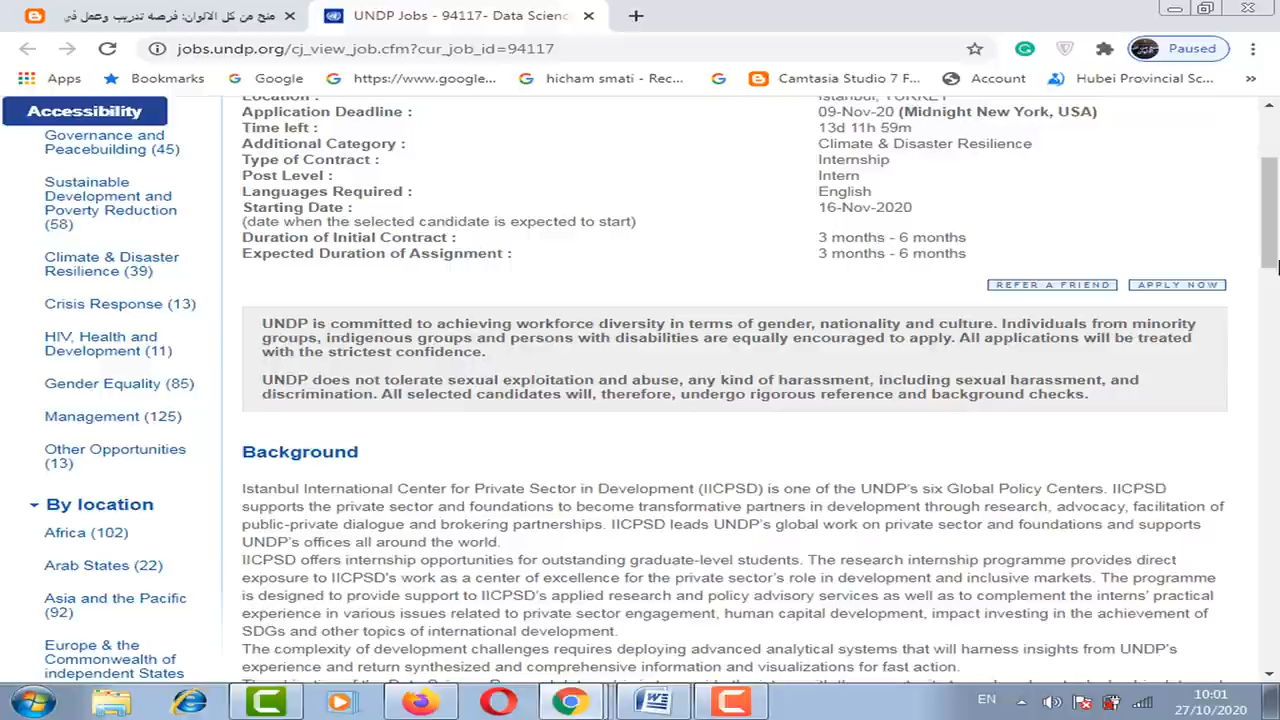 منح من كل الالوان: فرصه تدريب وعمل في
UNDP Jobs - 94117- Data Scienc
jobs.undp.org/cj_view_job.cfm?cur_job_id=94117
Paused
Apps
Bookmarks
Google
https://www.google...
hicham smati - Rec...
Camtasia Studio 7 F...
Account
Hubei Provincial Sc...
»
Accessibility
Governance and
Peacebuilding (45)
Sustainable
Development and
Poverty Reduction
(58)
Climate & Disaster
Resilience (39)
Crisis Response (13)
HIV, Health and
Development (11)
Gender Equality (85)
Management (125)
Other Opportunities
(13)
By location
Africa (102)
Arab States (22)
Asia and the Pacific
(92)
Europe & the
Commonwealth of
independent States
Location : Istanbul, TURKEY
Application Deadline : 09-Nov-20 (Midnight New York, USA)
Time left : 13d 11h 59m
Additional Category : Climate & Disaster Resilience
Type of Contract : Internship
Post Level : Intern
Languages Required : English
Starting Date : 16-Nov-2020
(date when the selected candidate is expected to start)
Duration of Initial Contract : 3 months - 6 months
Expected Duration of Assignment : 3 months - 6 months
REFER A FRIEND APPLY NOW
UNDP is committed to achieving workforce diversity in terms of gender, nationality and culture. Individuals from minority
groups, indigenous groups and persons with disabilities are equally encouraged to apply. All applications will be treated
with the strictest confidence.
UNDP does not tolerate sexual exploitation and abuse, any kind of harassment, including sexual harassment, and
discrimination. All selected candidates will, therefore, undergo rigorous reference and background checks.
Background
Istanbul International Center for Private Sector in Development (IICPSD) is one of the UNDP's six Global Policy Centers. IICPSD
supports the private sector and foundations to become transformative partners in development through research, advocacy, facilitation of
public-private dialogue and brokering partnerships. IICPSD leads UNDP's global work on private sector and foundations and supports
UNDP's offices all around the world.
IICPSD offers internship opportunities for outstanding graduate-level students. The research internship programme provides direct
exposure to IICPSD's work as a center of excellence for the private sector's role in development and inclusive markets. The programme
is designed to provide support to IICPSD's applied research and policy advisory services as well as to complement the interns' practical
experience in various issues related to private sector engagement, human capital development, impact investing in the achievement of
SDGs and other topics of international development.
The complexity of development challenges requires deploying advanced analytical systems that will harness insights from UNDP's
experience and return synthesized and comprehensive information and visualizations for fast action.
EN
10:01
27/10/2020